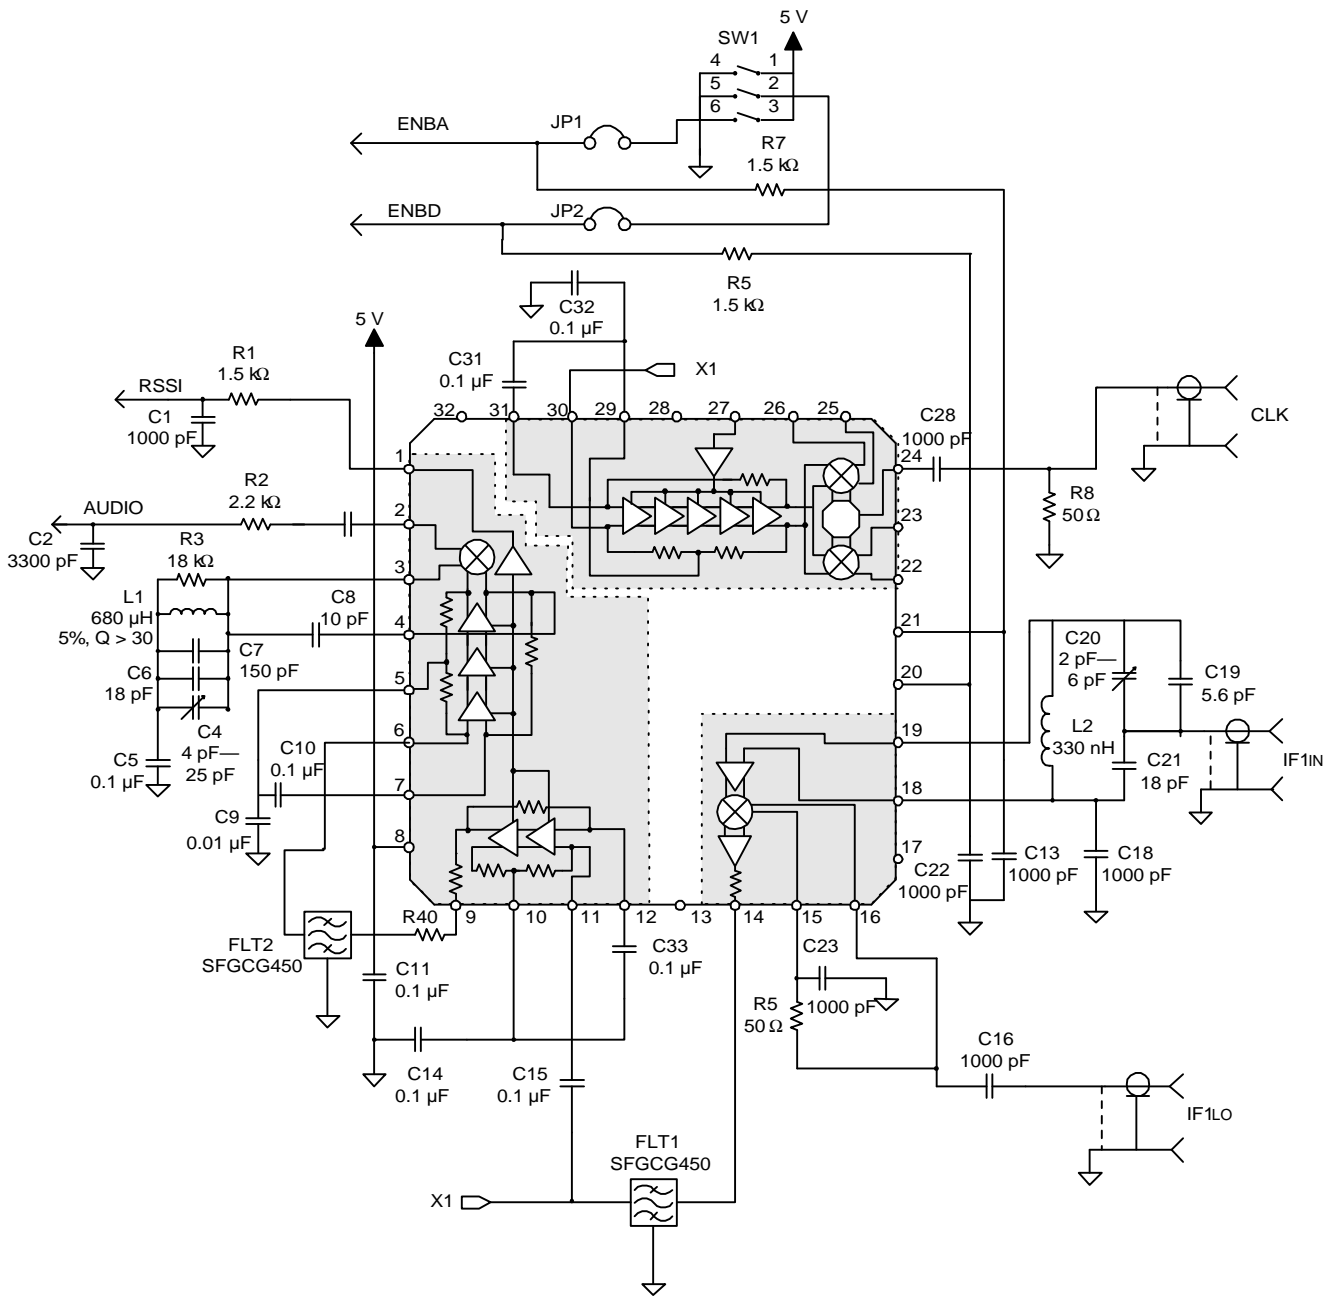 5 V
SW1
4 1
5 2
6 3
ENBA
JP1
R7
1.5 kΩ
ENBD
JP2
R5
1.5 kΩ
C32
0.1 µF
5 V
C31
0.1 µF
X1
R1
1.5 kΩ
RSSI
C1
1000 pF
32 31 30 29 28 27 26 25
C28
1000 pF
CLK
1
24
R2
2.2 kΩ
AUDIO
2
R8
50 Ω
23
C2
3300 pF
R3
18 kΩ
3
22
L1
680 µH
5%, Q > 30
C8
10 pF
4
21
C7
150 pF
C6
18 pF
5
20
C20
2 pF—
6 pF
C19
5.6 pF
C4
4 pF—
25 pF
6
19
L2
330 nH
C5
0.1 µF
C10
0.1 µF
C21
18 pF
IF1IN
7
18
C9
0.01 µF
8
17
C22
1000 pF
C13
1000 pF
C18
1000 pF
R40
9 10 11 12 13 14 15 16
FLT2
SFGCG450
C11
0.1 µF
C33
0.1 µF
C23
1000 pF
R5
50 Ω
C16
1000 pF
C14
0.1 µF
C15
0.1 µF
IF1LO
FLT1
SFGCG450
X1